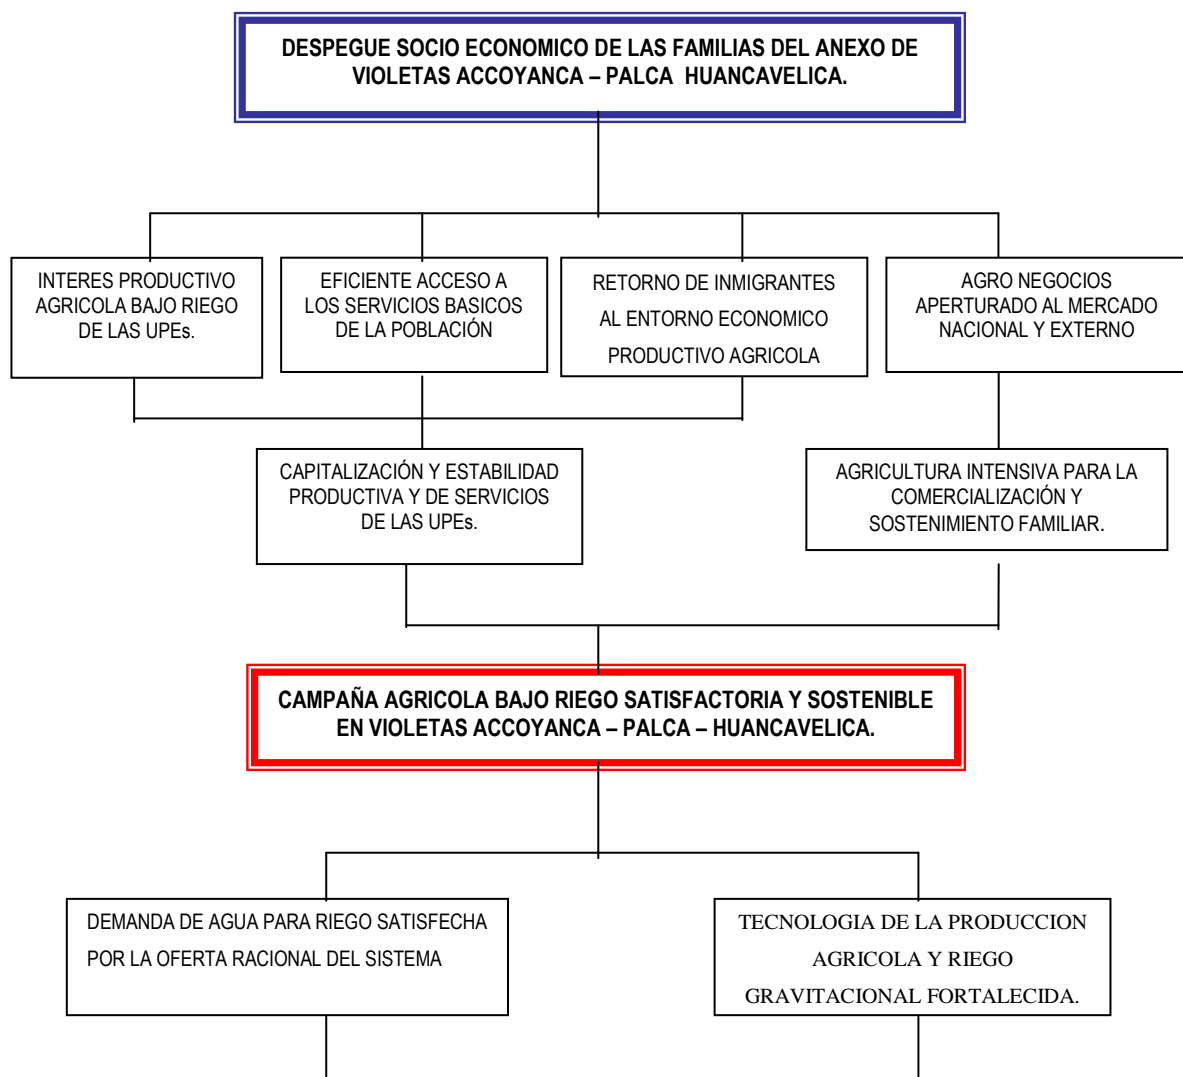 DESPEGUE SOCIO ECONOMICO DE LAS FAMILIAS DEL ANEXO DE
VIOLETAS ACCOYANCA – PALCA HUANCAVELICA.
INTERES PRODUCTIVO
AGRICOLA BAJO RIEGO
DE LAS UPEs.
EFICIENTE ACCESO A
LOS SERVICIOS BASICOS
DE LA POBLACIÓN
RETORNO DE INMIGRANTES
AL ENTORNO ECONOMICO
PRODUCTIVO AGRICOLA
AGRO NEGOCIOS
APERTURADO AL MERCADO
NACIONAL Y EXTERNO
CAPITALIZACIÓN Y ESTABILIDAD
PRODUCTIVA Y DE SERVICIOS
DE LAS UPEs.
AGRICULTURA INTENSIVA PARA LA
COMERCIALIZACIÓN Y
SOSTENIMIENTO FAMILIAR.
CAMPAÑA AGRICOLA BAJO RIEGO SATISFACTORIA Y SOSTENIBLE
EN VIOLETAS ACCOYANCA – PALCA – HUANCAVELICA.
DEMANDA DE AGUA PARA RIEGO SATISFECHA
POR LA OFERTA RACIONAL DEL SISTEMA
TECNOLOGIA DE LA PRODUCCION
AGRICOLA Y RIEGO
GRAVITACIONAL FORTALECIDA.